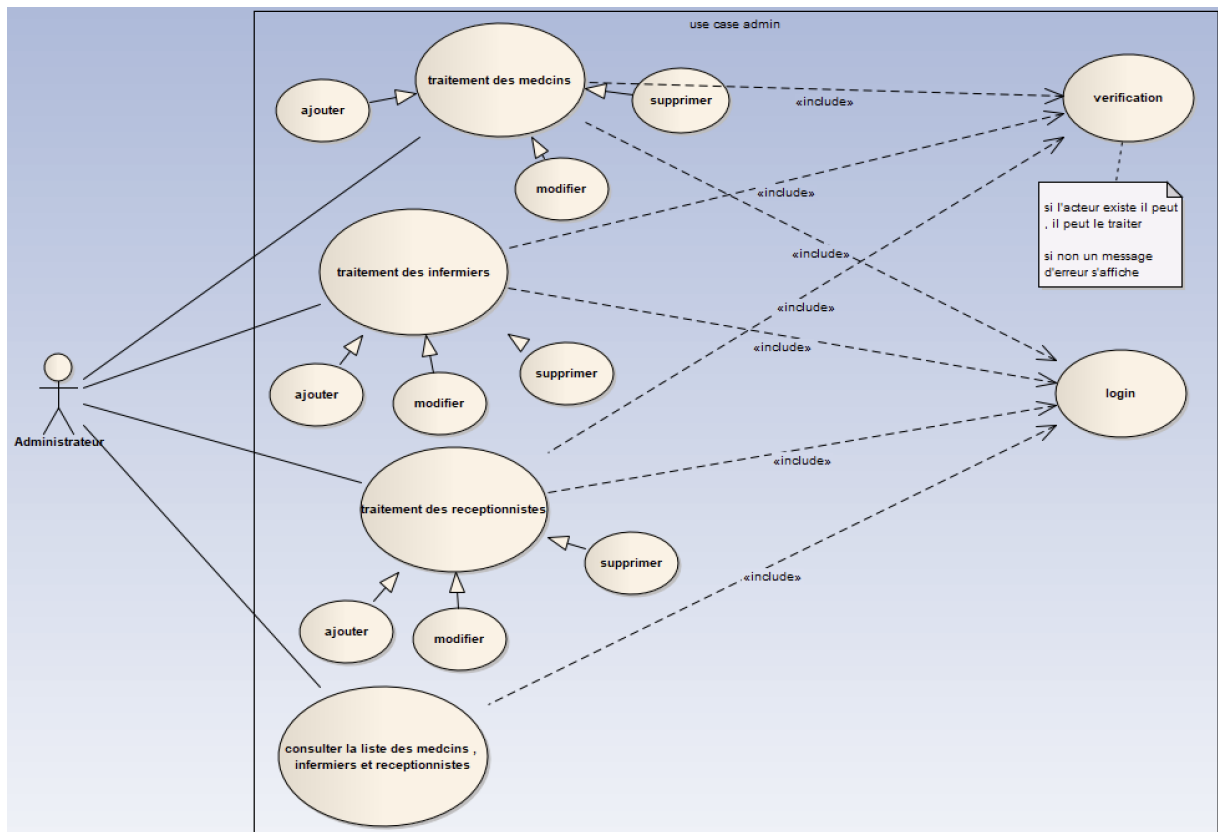 use case admin
traitement des medcins
ajouter
supprimer
modifier
«include»
verification
«include»
si l'acteur existe il peut
, il peut le traiter
si non un message
d'erreur s'affiche
traitement des infermiers
«include»
«include»
«include»
ajouter
modifier
supprimer
login
Administrateur
«include»
traitement des receptionnistes
supprimer
«include»
ajouter
modifier
consulter la liste des medcins ,
infermiers et receptionnistes